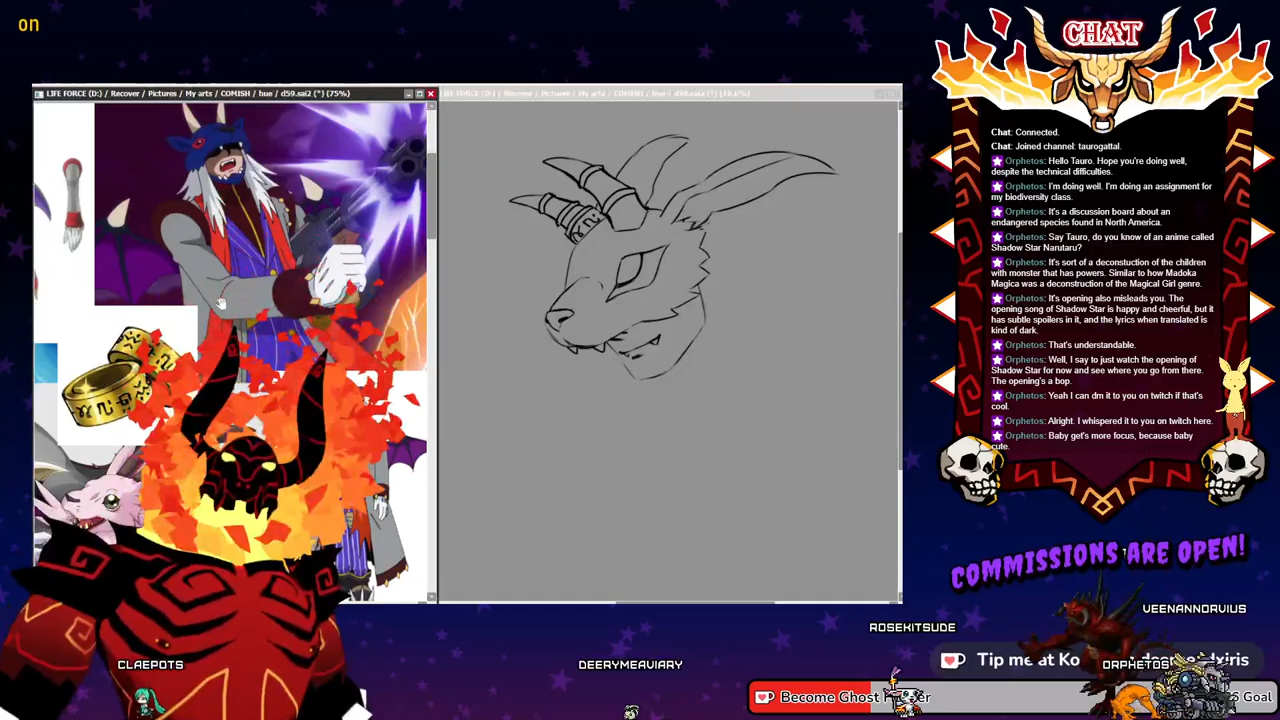 on
LIFE FORCE (D:) / Recover / Pictures / My arts / COMISH / hue / d59.sai2 (*) (75%)
CHAT
Chat: Connected.
Chat: Joined channel: taurogattal.
Orphetos: Hello Tauro. Hope you're doing well,
despite the technical difficulties.
Orphetos: I'm doing well. I'm doing an assignment for
my biodiversity class.
Orphetos: It's a discussion board about an
endangered species found in North America.
Orphetos: Say Tauro, do you know of an anime called
Shadow Star Narutaru?
Orphetos: It's sort of a deconstuction of the children
with monster that has powers. Similar to how Madoka
Magica was a deconstruction of the Magical Girl genre.
Orphetos: It's opening also misleads you. The
opening song of Shadow Star is happy and cheerful, but it
has subtle spoilers in it, and the lyrics when translated is
kind of dark.
Orphetos: That's understandable.
Orphetos: Well, I say to just watch the opening of
Shadow Star for now and see where you go from there.
The opening's a bop.
Orphetos: Yeah I can dm it to you on twitch if that's
cool.
Orphetos: Alright. I whispered it to you on twitch here.
Orphetos: Baby get's more focus, because baby
cute.
COMMISSIONS ARE OPEN!
VEENANNORVIUS
ROSEKITSUDE
CLAEPOTS
DEERYMEAVIARY
ORPHETOS
Tip me at Ko
Become Ghost
Goal